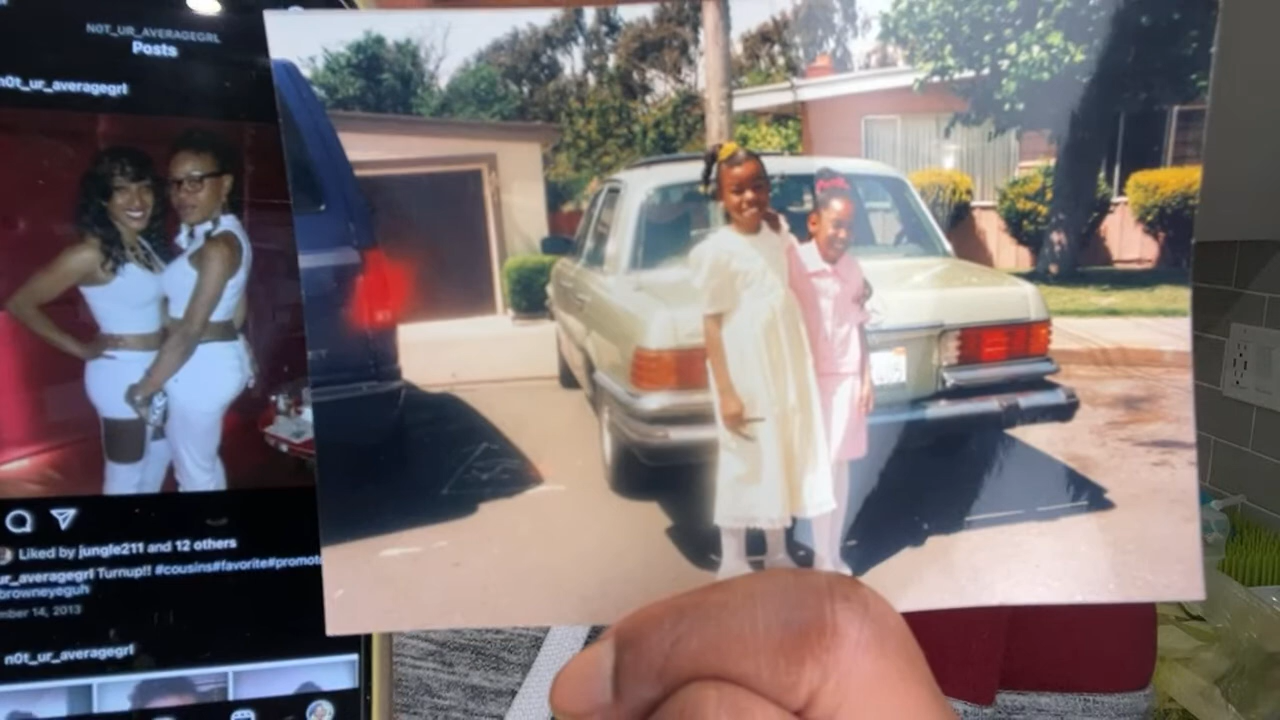 N0T_UR_AVERAGEGRL
Posts
n0t_ur_averagegrl
Liked by jungle211 and 12 others
ur_averagegrl Turnup!! #cousins#favorite#promot
browneyeguh
mber 14, 2013
n0t_ur_averagegrl